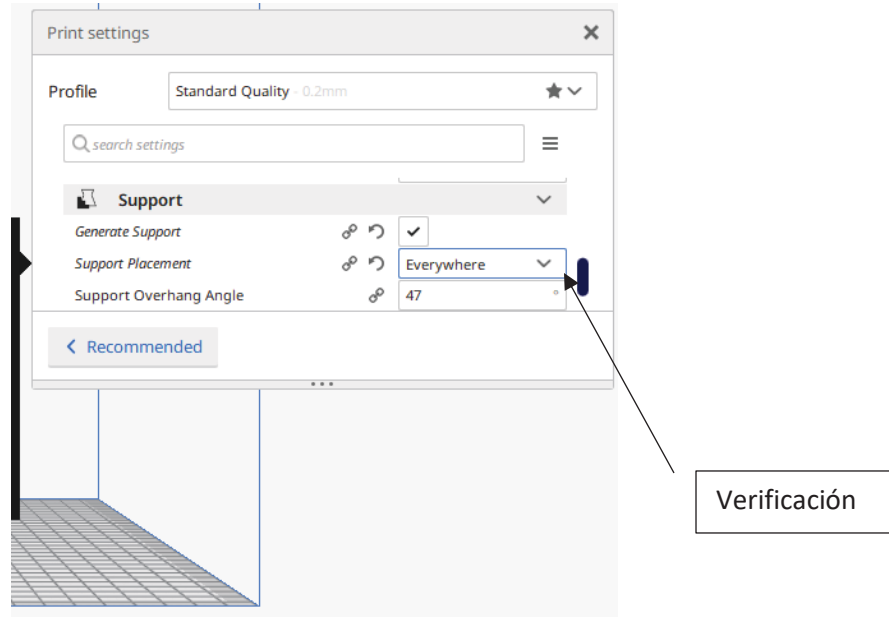 Print settings
Profile
Standard Quality - 0.2mm
search settings
Support
Generate Support
Support Placement
Everywhere
Support Overhang Angle
47 °
Recommended
Verificación